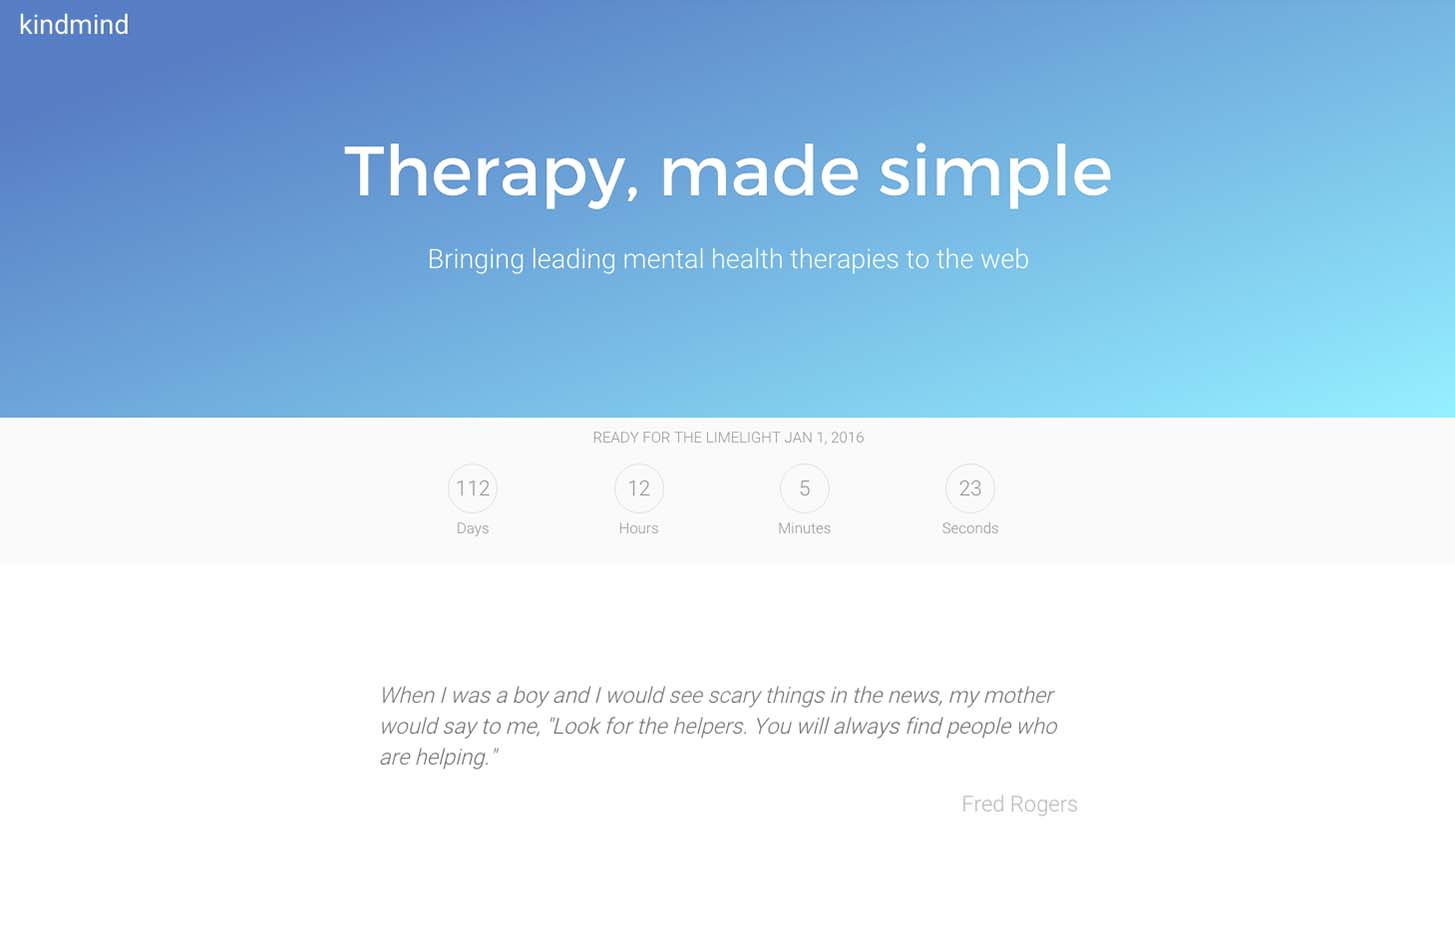 kindmind
Therapy, made simple
Bringing leading mental health therapies to the web
READY FOR THE LIMELIGHT JAN 1, 2016
112 12 5 23
Days Hours Minutes Seconds
When I was a boy and I would see scary things in the news, my mother
would say to me, "Look for the helpers. You will always find people who
are helping."
Fred Rogers